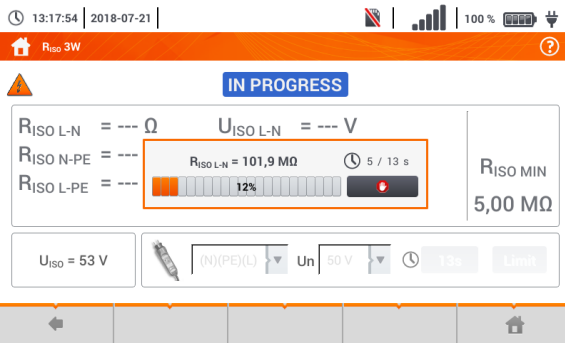 13:17:54 2018-07-21 100 %
RISO 3W ?
IN PROGRESS
RISO L-N = --- Ω UISO L-N = --- V
RISO N-PE = ---
RISO L-PE = ---
RISO L-N = 101,9 MΩ 5 / 13 s
12%
RISO MIN
5,00 MΩ
UISO = 53 V
(N)(PE)(L) Un 50 V 13s Limit